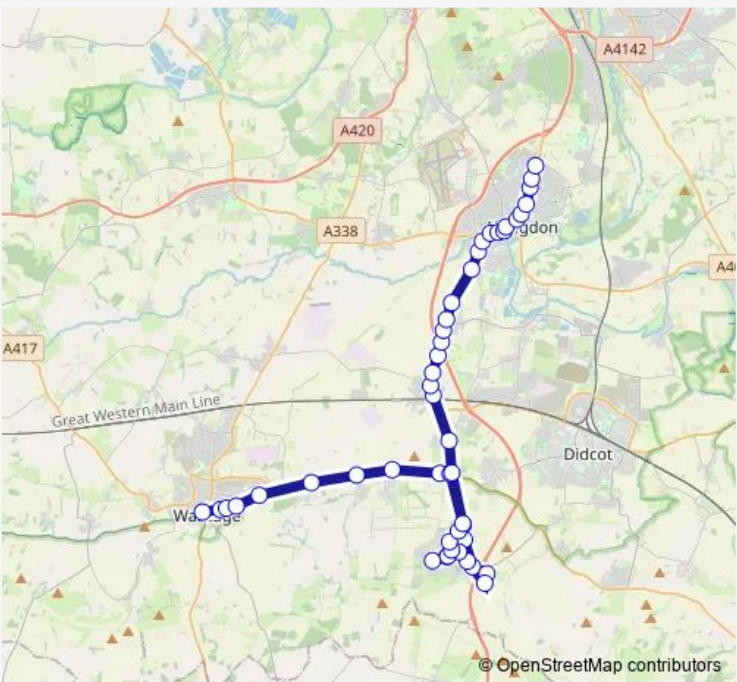 A4142
A420
A338
A417
Great Western Main Line
Didcot
© OpenStreetMap contributors